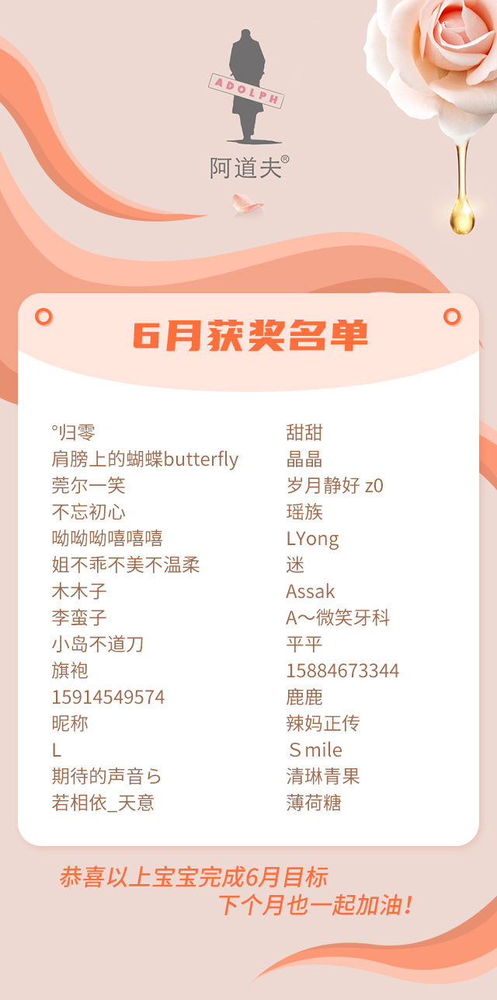 ADOLPH
阿道夫®
6月获奖名单
°归零
肩膀上的蝴蝶butterfly
莞尔一笑
不忘初心
呦呦呦嘻嘻嘻
姐不乖不美不温柔
木木子
李蛮子
小岛不道刀
旗袍
15914549574
昵称
L
期待的声音ら
若相依_天意
甜甜
晶晶
岁月静好 z0
瑶族
LYong
迷
Assak
A～微笑牙科
平平
15884673344
鹿鹿
辣妈正传
Ｓmile
清琳青果
薄荷糖
恭喜以上宝宝完成6月目标
下个月也一起加油！